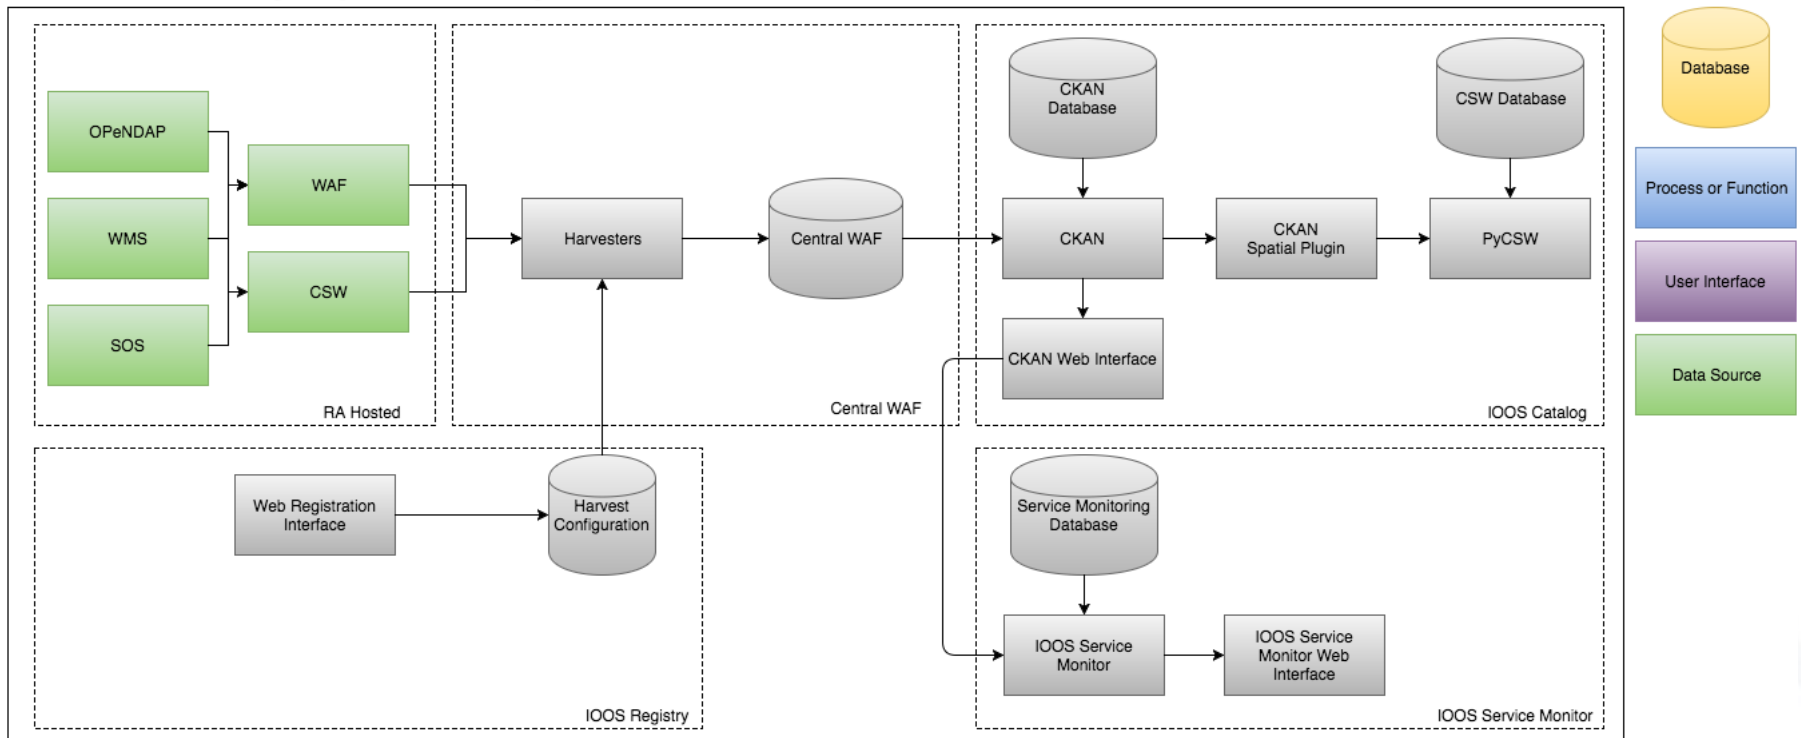 OPeNDAP
WMS
SOS
WAF
CSW
RA Hosted
Harvesters
Central WAF
Central WAF
CKAN
Database
CSW Database
CKAN
CKAN
Spatial Plugin
PyCSW
CKAN Web Interface
IOOS Catalog
Web Registration
Interface
Harvest
Configuration
IOOS Registry
Service Monitoring
Database
IOOS Service
Monitor
IOOS Service
Monitor Web
Interface
IOOS Service Monitor
Database
Process or Function
User Interface
Data Source